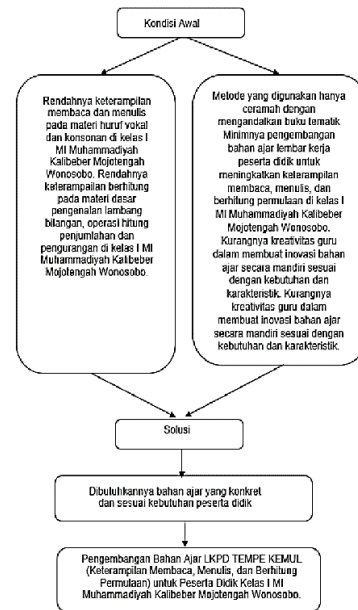 Kondisi Awal
Rendahnya keterampilan
membaca dan menulis
pada materi huruf vokal
dan konsonan di kelas I
MI Muhammadiyah
Kalibeber Mojotengah
Wonosobo. Rendahnya
keterampailan berhitung
pada materi dasar
pengenalan lambang
bilangan, operasi hitung
penjumlahan dan
pengurangan di kelas I MI
Muhammadiyah Kalibeber
Mojotengah Wonosobo.
Metode yang digunakan hanya
ceramah dengan
mengandalkan buku tematik
Minimnya pengembangan
bahan ajar lembar kerja
peserta didik untuk
meningkatkan keterampilan
membaca, menulis, dan
berhitung permulaan di kelas I
MI Muhammadiyah Kalibeber
Mojotengah Wonosobo.
Kurangnya kreativitas guru
dalam membuat inovasi bahan
ajar secara mandiri sesuai
dengan kebutuhan dan
karakteristik. Kurangnya
kreativitas guru dalam
membuat inovasi bahan ajar
secara mandiri sesuai dengan
kebutuhan dan karakteristik.
Solusi
Dibutuhkannya bahan ajar yang konkret
dan sesuai kebutuhan peserta didik
Pengembangan Bahan Ajar LKPD TEMPE KEMUL
(Keterampilan Membaca, Menulis, dan Berhitung
Permulaan) untuk Peserta Didik Kelas I MI
Muhammadiyah Kalibeber Mojotengah Wonosobo.